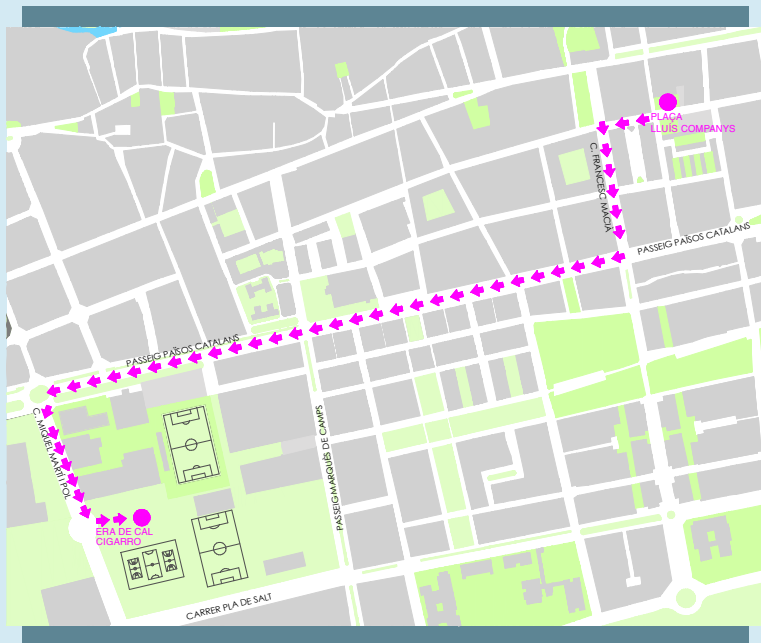 PLAÇA
LLUÍS COMPANYS
C. FRANCESC MACIÀ
PASSEIG PAÏSOS CATALANS
PASSEIG PAÏSOS CATALANS
C. MIQUEL MARTÍ I POL
PASSEIG MARQUÈS DE CAMPS
ERA DE CAL
CIGARRO
CARRER PLA DE SALT